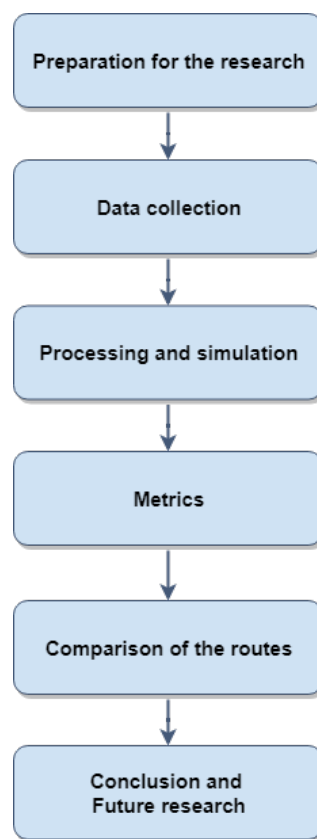 Preparation for the research
Data collection
Processing and simulation
Metrics
Comparison of the routes
Conclusion and
Future research